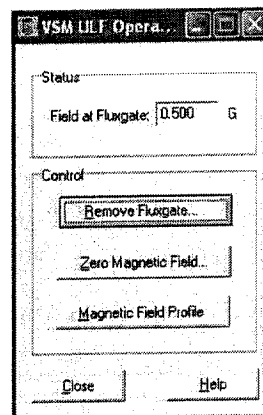 VSM ULF Opera...
Status
Field at Fluxgate: 0.500 G
Control
Remove Fluxgate...
Zero Magnetic Field...
Magnetic Field Profile
Close Help